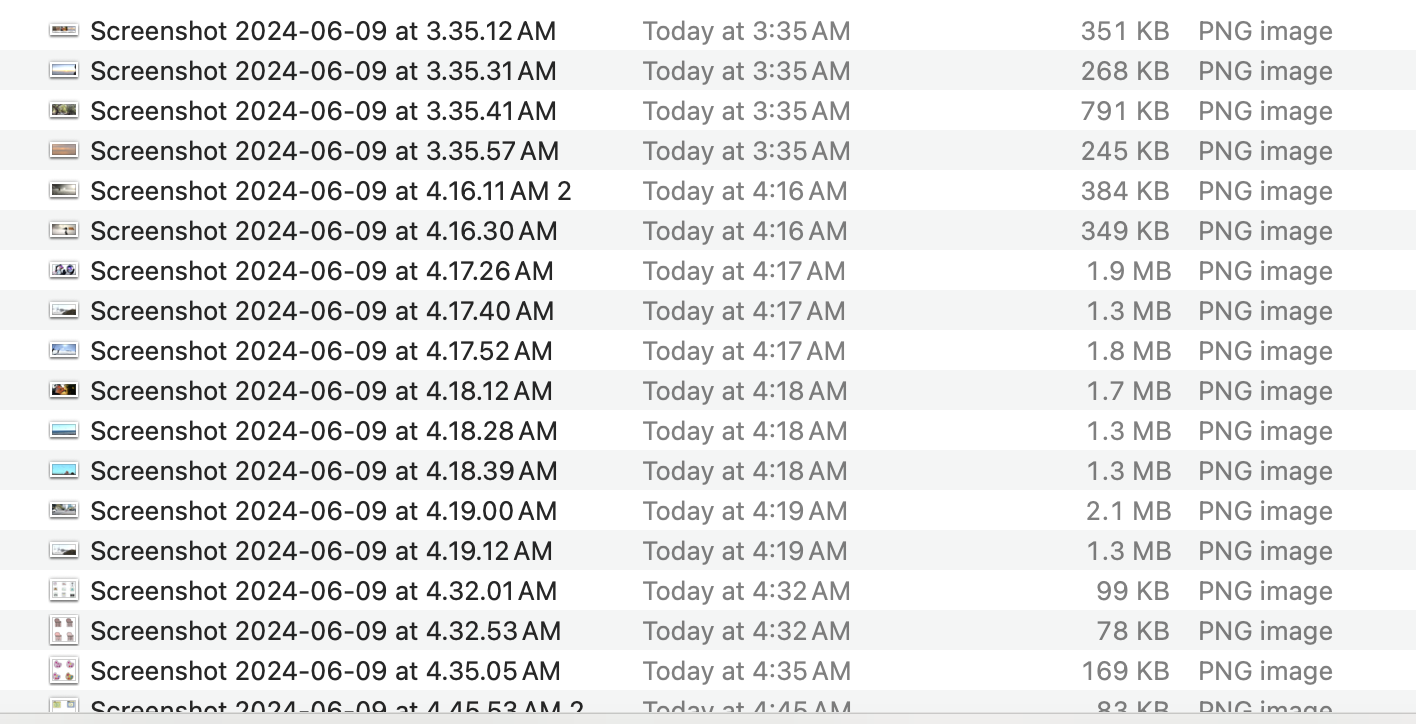 Screenshot 2024-06-09 at 3.35.12 AM Today at 3:35 AM 351 KB PNG image
Screenshot 2024-06-09 at 3.35.31 AM Today at 3:35 AM 268 KB PNG image
Screenshot 2024-06-09 at 3.35.41 AM Today at 3:35 AM 791 KB PNG image
Screenshot 2024-06-09 at 3.35.57 AM Today at 3:35 AM 245 KB PNG image
Screenshot 2024-06-09 at 4.16.11 AM 2 Today at 4:16 AM 384 KB PNG image
Screenshot 2024-06-09 at 4.16.30 AM Today at 4:16 AM 349 KB PNG image
Screenshot 2024-06-09 at 4.17.26 AM Today at 4:17 AM 1.9 MB PNG image
Screenshot 2024-06-09 at 4.17.40 AM Today at 4:17 AM 1.3 MB PNG image
Screenshot 2024-06-09 at 4.17.52 AM Today at 4:17 AM 1.8 MB PNG image
Screenshot 2024-06-09 at 4.18.12 AM Today at 4:18 AM 1.7 MB PNG image
Screenshot 2024-06-09 at 4.18.28 AM Today at 4:18 AM 1.3 MB PNG image
Screenshot 2024-06-09 at 4.18.39 AM Today at 4:18 AM 1.3 MB PNG image
Screenshot 2024-06-09 at 4.19.00 AM Today at 4:19 AM 2.1 MB PNG image
Screenshot 2024-06-09 at 4.19.12 AM Today at 4:19 AM 1.3 MB PNG image
Screenshot 2024-06-09 at 4.32.01 AM Today at 4:32 AM 99 KB PNG image
Screenshot 2024-06-09 at 4.32.53 AM Today at 4:32 AM 78 KB PNG image
Screenshot 2024-06-09 at 4.35.05 AM Today at 4:35 AM 169 KB PNG image
Screenshot 2024-06-09 at 4.45.53 AM 2 Today at 4:45 AM 83 KB PNG image